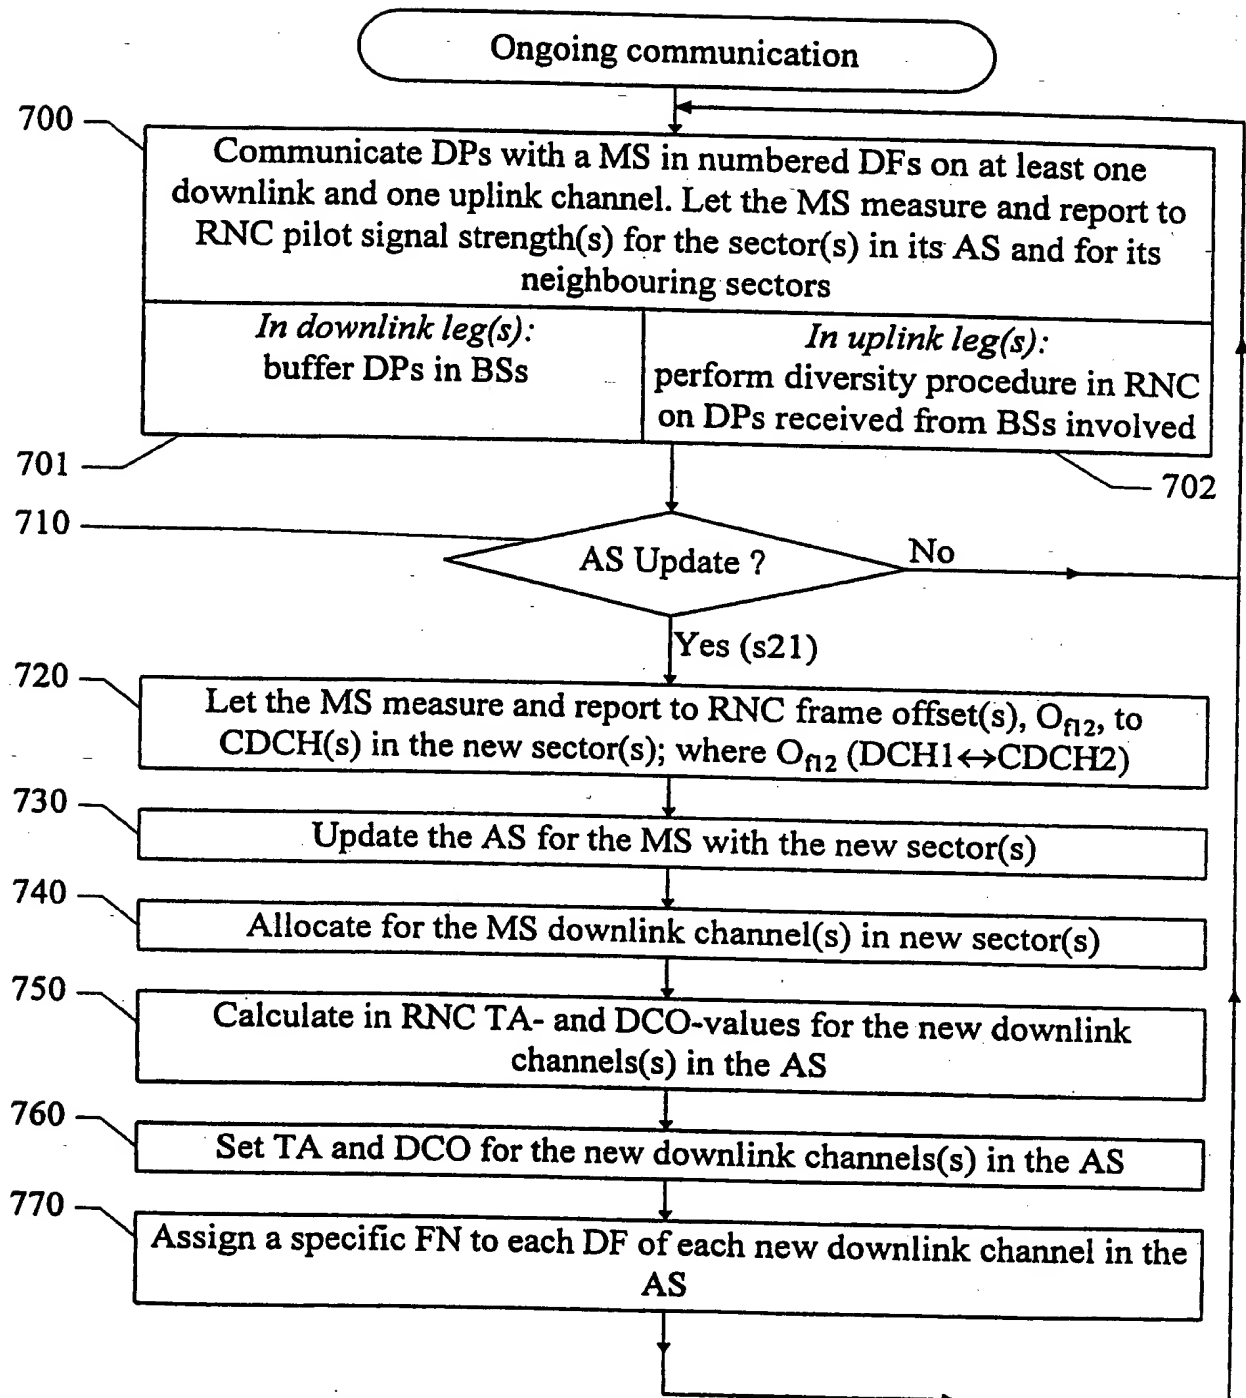 Ongoing communication
700
Communicate DPs with a MS in numbered DFs on at least one
downlink and one uplink channel. Let the MS measure and report to
RNC pilot signal strength(s) for the sector(s) in its AS and for its
neighbouring sectors
In downlink leg(s):
buffer DPs in BSs
In uplink leg(s):
perform diversity procedure in RNC
on DPs received from BSs involved
701
702
710
AS Update ?
No
Yes (s21)
720
Let the MS measure and report to RNC frame offset(s), Of12, to
CDCH(s) in the new sector(s); where Of12 (DCH1↔CDCH2)
730
Update the AS for the MS with the new sector(s)
740
Allocate for the MS downlink channel(s) in new sector(s)
750
Calculate in RNC TA- and DCO-values for the new downlink
channels(s) in the AS
760
Set TA and DCO for the new downlink channels(s) in the AS
770
Assign a specific FN to each DF of each new downlink channel in the
AS